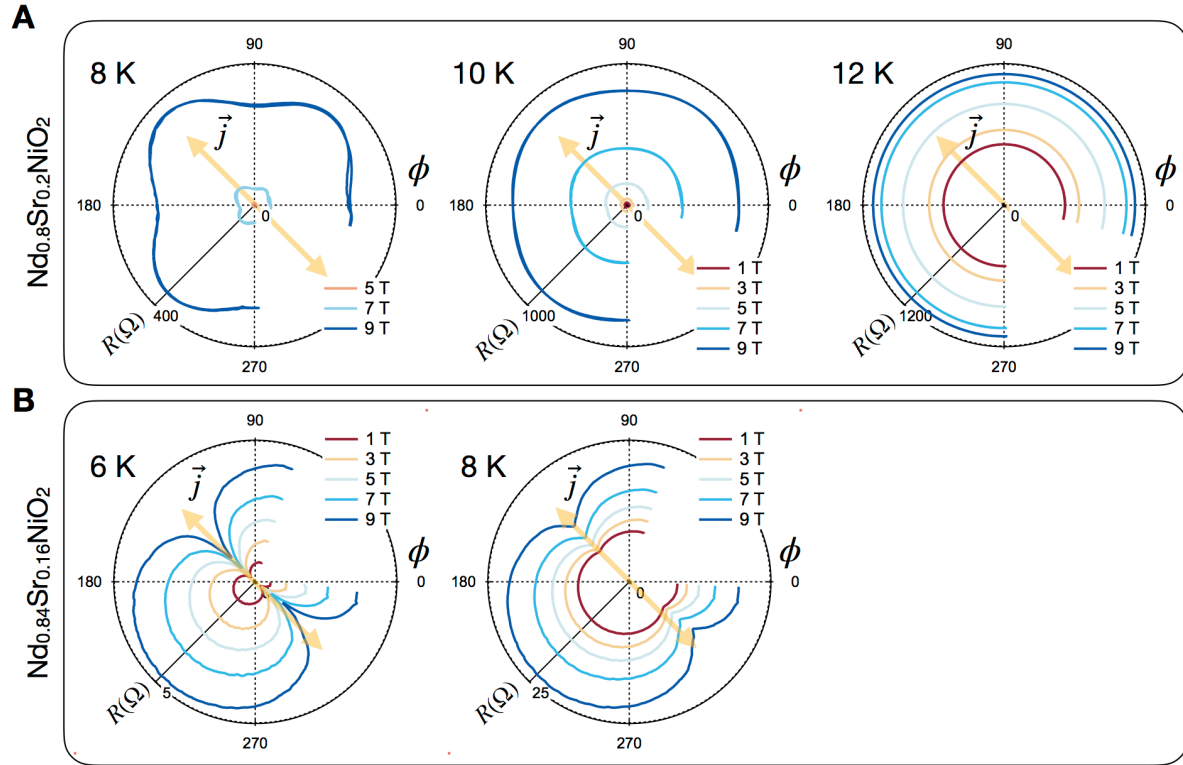 A
Nd0.8Sr0.2NiO2
8 K
90
180
270
0
0
400
R(Ω)
j
ϕ
5 T
7 T
9 T
10 K
90
180
270
0
0
1000
R(Ω)
j
ϕ
1 T
3 T
5 T
7 T
9 T
12 K
90
180
270
0
0
1200
R(Ω)
j
ϕ
1 T
3 T
5 T
7 T
9 T
B
Nd0.84Sr0.16NiO2
6 K
90
180
270
0
5
R(Ω)
j
ϕ
1 T
3 T
5 T
7 T
9 T
8 K
90
180
270
0
0
25
R(Ω)
j
ϕ
1 T
3 T
5 T
7 T
9 T